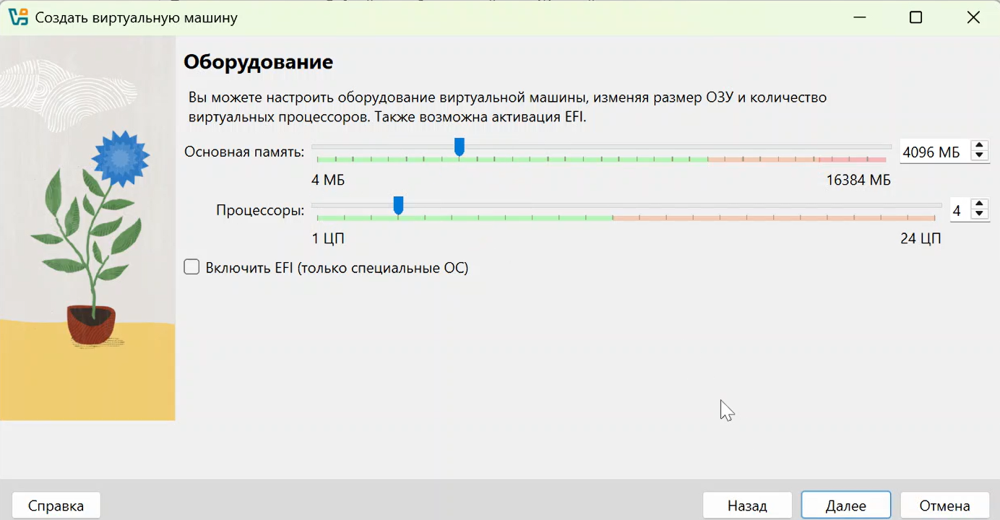 Создать виртуальную машину
Оборудование
Вы можете настроить оборудование виртуальной машины, изменяя размер ОЗУ и количество
виртуальных процессоров. Также возможна активация EFI.
Основная память:
4096 МБ
4 МБ
16384 МБ
Процессоры:
4
1 ЦП
24 ЦП
Включить EFI (только специальные ОС)
Справка
Назад
Далее
Отмена